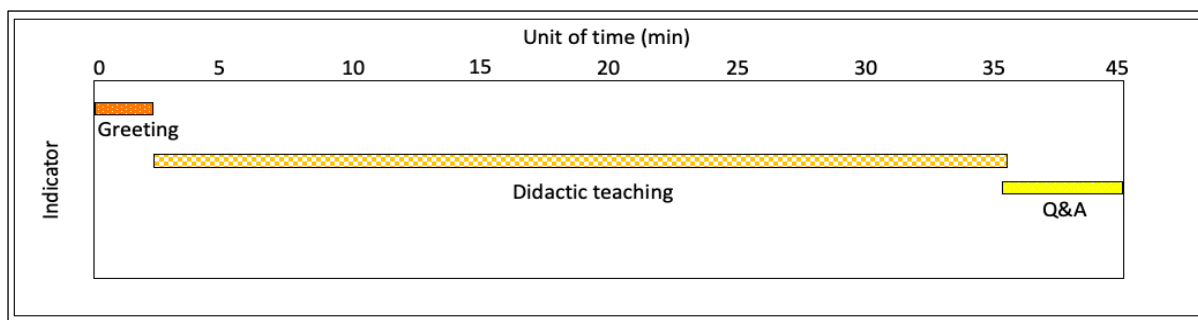 Unit of time (min)
0 5 10 15 20 25 30 35 45
Greeting
Indicator
Didactic teaching
Q&A